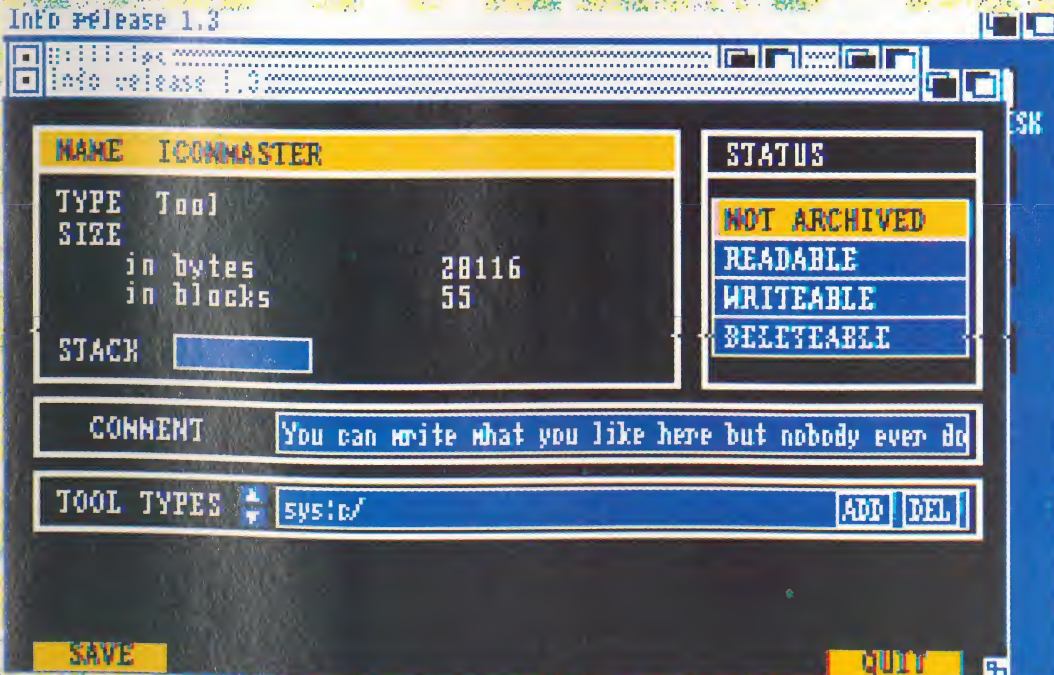 Info release 1.3
Utilities
Info release 1.3
ISK
NAME ICONMASTER
STATUS
TYPE Tool
SIZE
in bytes 28116
in blocks 55
STACK
NOT ARCHIVED
READABLE
WRITEABLE
DELETEABLE
COMMENT You can write what you like here but nobody ever do
TOOL TYPES sys:c/ ADD DEL
SAVE QUIT